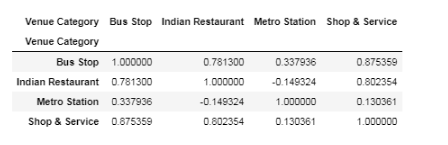 Venue Category Bus Stop Indian Restaurant Metro Station Shop & Service
Venue Category
Bus Stop 1.000000 0.781300 0.337936 0.875359
Indian Restaurant 0.781300 1.000000 -0.149324 0.802354
Metro Station 0.337936 -0.149324 1.000000 0.130361
Shop & Service 0.875359 0.802354 0.130361 1.000000